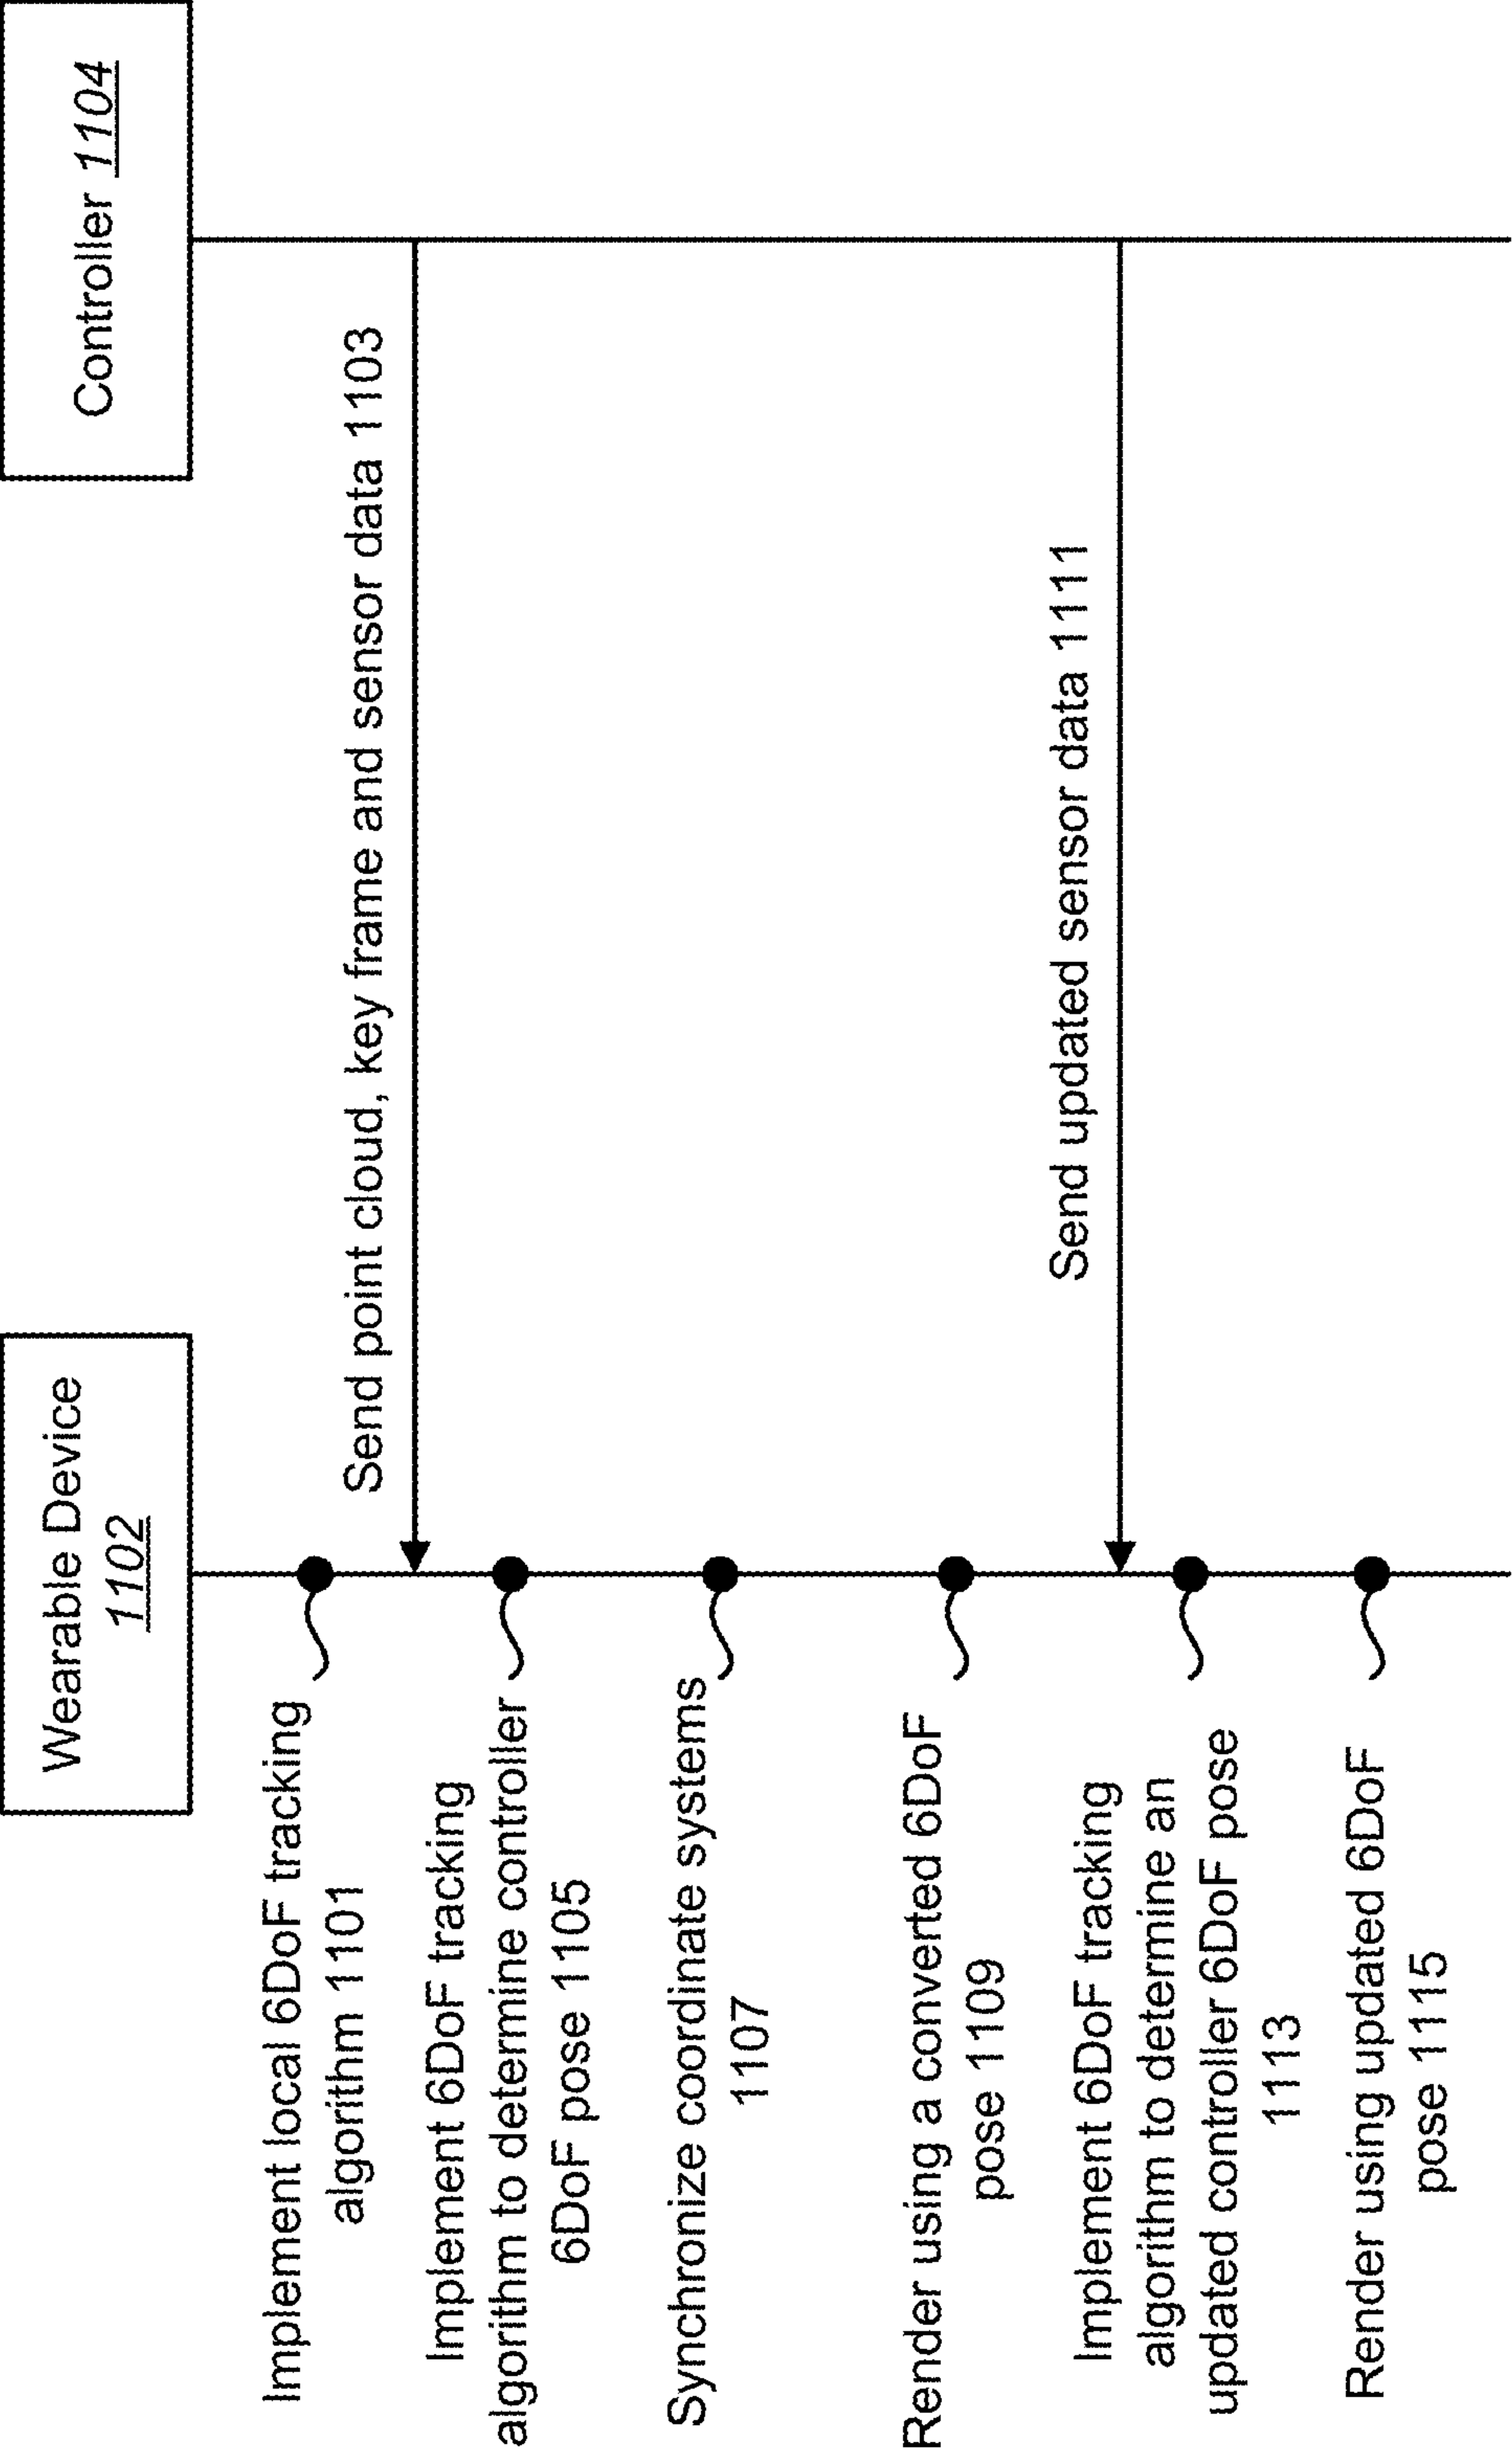 Wearable Device
1102
Controller 1104
Implement local 6DoF tracking
algorithm 1101
Send point cloud, key frame and sensor data 1103
Implement 6DoF tracking
algorithm to determine controller
6DoF pose 1105
Synchronize coordinate systems
1107
Render using a converted 6DoF
pose 1109
Send updated sensor data 1111
Implement 6DoF tracking
algorithm to determine an
updated controller 6DoF pose
1113
Render using updated 6DoF
pose 1115